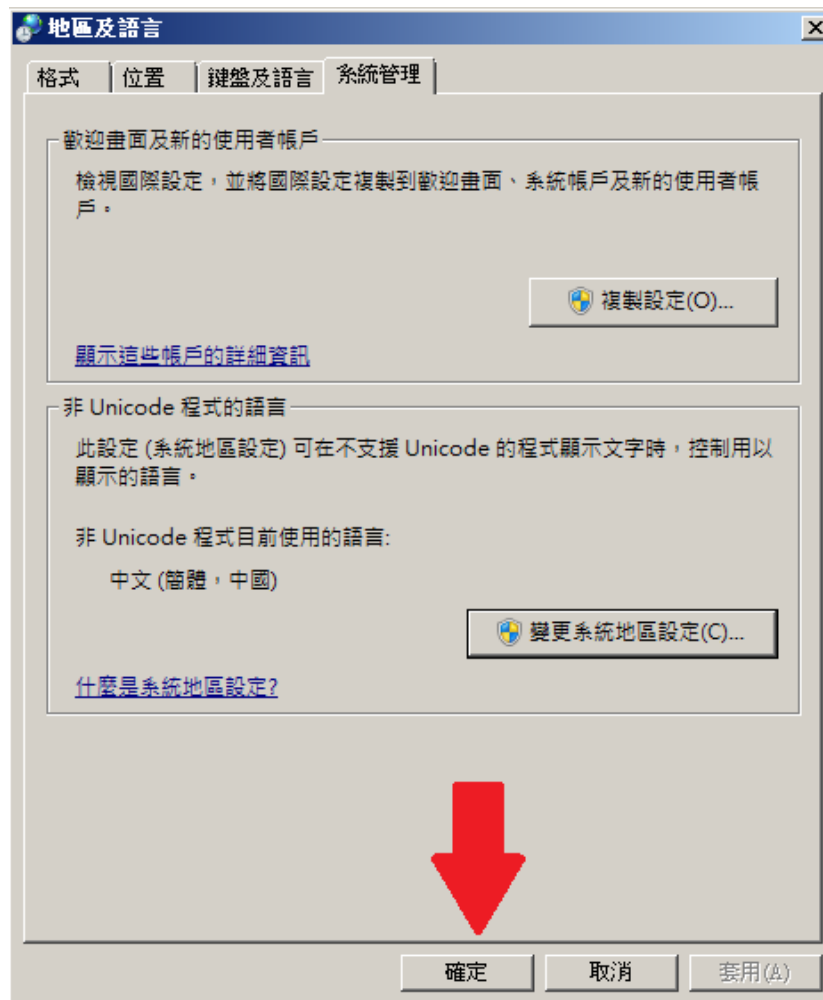 地區及語言
格式 位置 鍵盤及語言 系統管理
歡迎畫面及新的使用者帳戶
檢視國際設定，並將國際設定複製到歡迎畫面、系統帳戶及新的使用者帳
戶。
複製設定(O)...
顯示這些帳戶的詳細資訊
非 Unicode 程式的語言
此設定 (系統地區設定) 可在不支援 Unicode 的程式顯示文字時，控制用以
顯示的語言。
非 Unicode 程式目前使用的語言:
中文 (簡體，中國)
變更系統地區設定(C)...
什麼是系統地區設定?
確定 取消 套用(A)